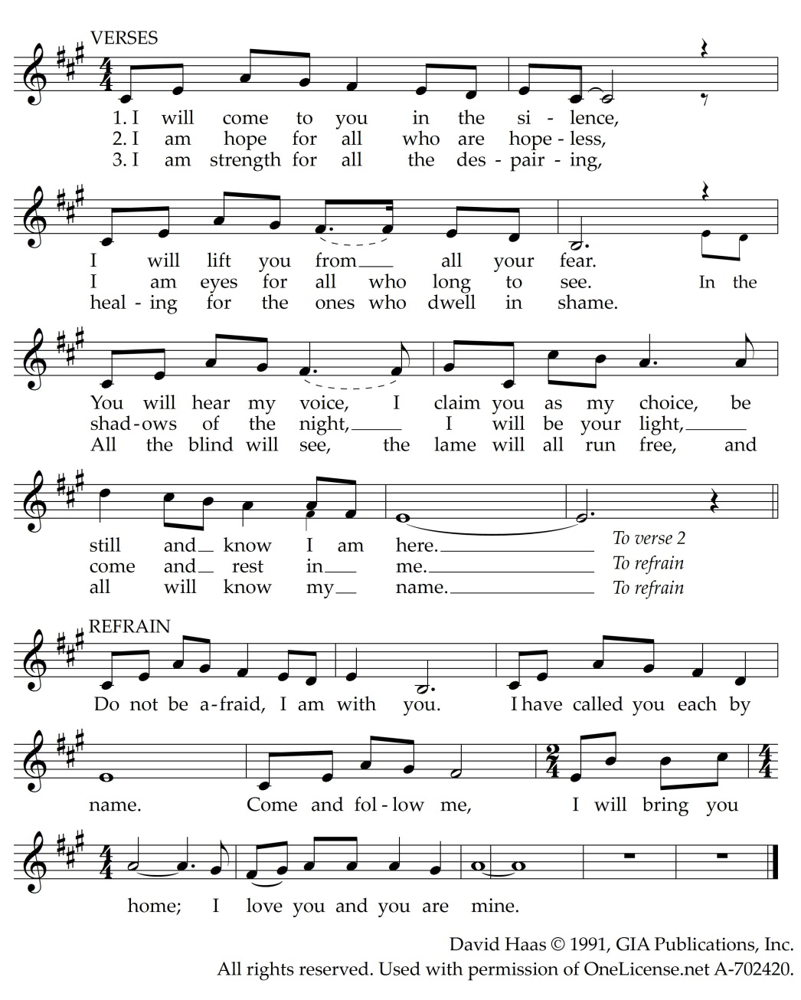 VERSES
1. I will come to you in the si - lence,
2. I am hope for all who are hope - less,
3. I am strength for all the des - pair - ing,
I will lift you from all your fear.
I am eyes for all who long to see. In the
heal - ing for the ones who dwell in shame.
You will hear my voice, I claim you as my choice, be
shad - ows of the night, I will be your light,
All the blind will see, the lame will all run free, and
still and know I am here. To verse 2
come and rest in me. To refrain
all will know my name. To refrain
REFRAIN
Do not be a - fraid, I am with you. I have called you each by
name. Come and fol - low me, I will bring you
home; I love you and you are mine.
David Haas © 1991, GIA Publications, Inc.
All rights reserved. Used with permission of OneLicense.net A-702420.